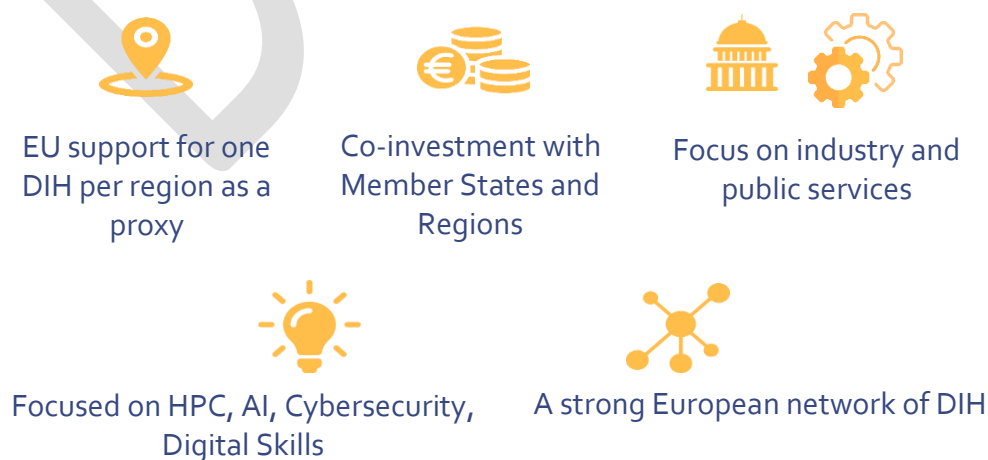 EU support for one
DIH per region as a
proxy
Co-investment with
Member States and
Regions
Focus on industry and
public services
Focused on HPC, AI, Cybersecurity,
Digital Skills
A strong European network of DIH